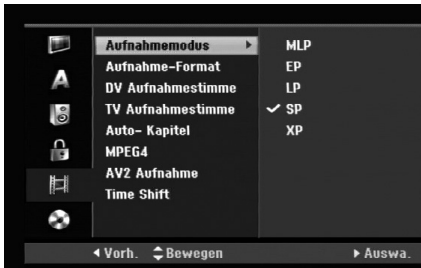 Aufnahmemodus MLP
Aufnahme-Format EP
DV Aufnahmestimme LP
TV Aufnahmestimme SP
Auto- Kapitel XP
MPEG4
AV2 Aufnahme
Time Shift
Vorh. Bewegen Auswa.